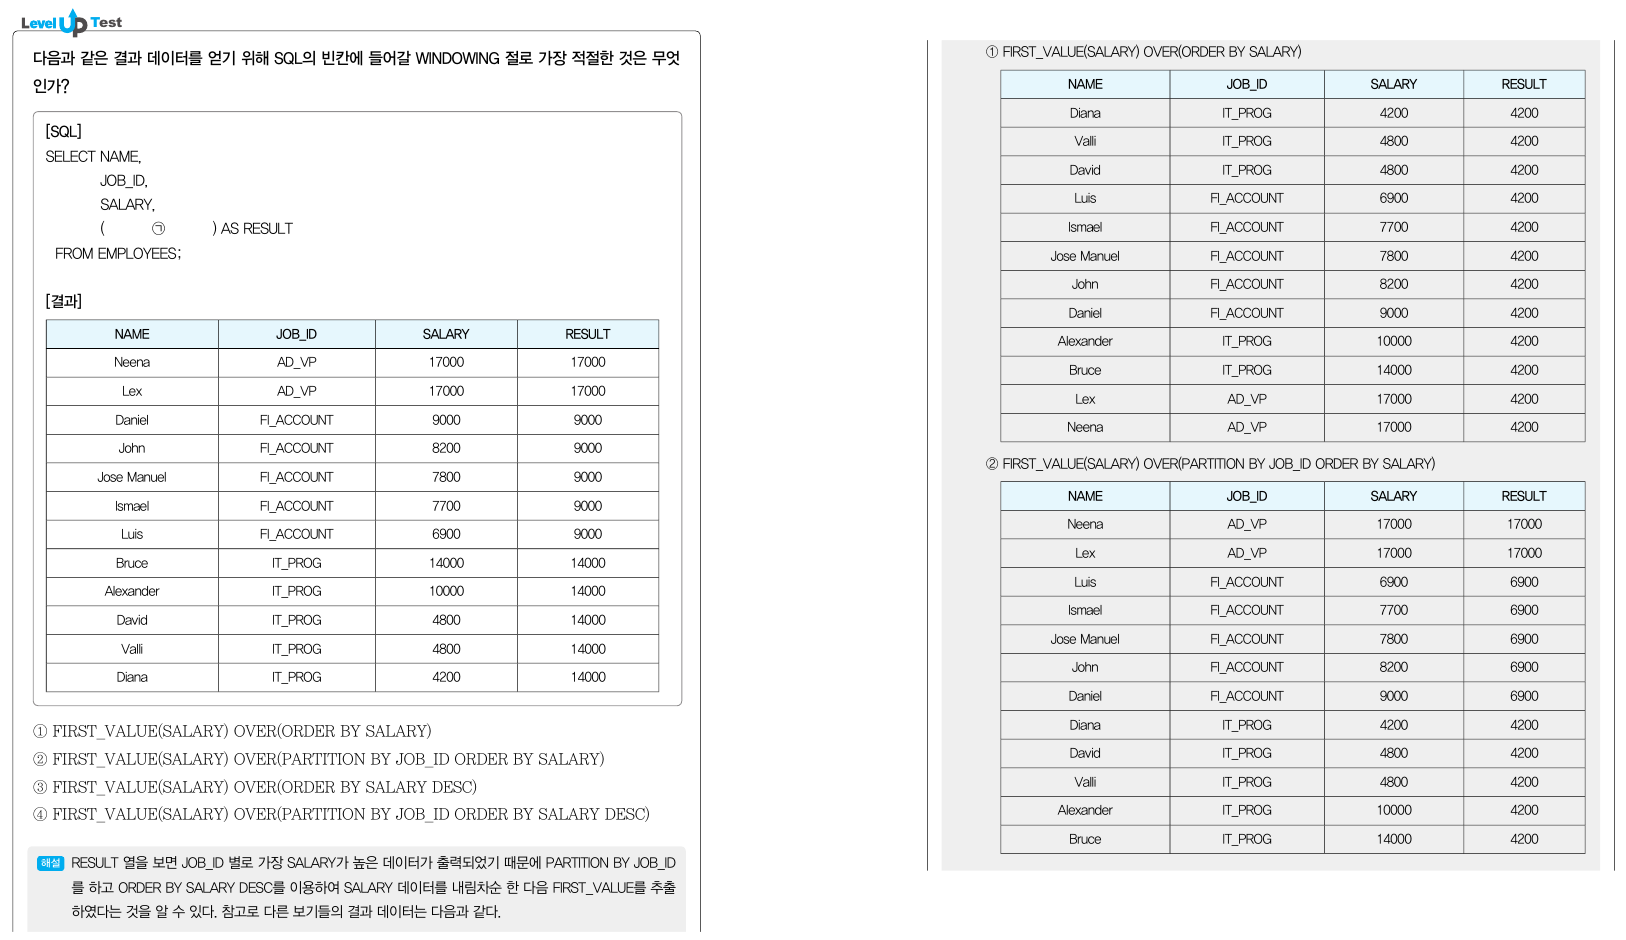 Level Up Test
다음과 같은 결과 데이터를 얻기 위해 SQL의 빈칸에 들어갈 WINDOWING 절로 가장 적절한 것은 무엇
인가?
[SQL]
SELECT NAME,
JOB_ID,
SALARY,
( ㉠ ) AS RESULT
FROM EMPLOYEES;
[결과]
NAME JOB_ID SALARY RESULT
Neena AD_VP 17000 17000
Lex AD_VP 17000 17000
Daniel FI_ACCOUNT 9000 9000
John FI_ACCOUNT 8200 9000
Jose Manuel FI_ACCOUNT 7800 9000
Ismael FI_ACCOUNT 7700 9000
Luis FI_ACCOUNT 6900 9000
Bruce IT_PROG 14000 14000
Alexander IT_PROG 10000 14000
David IT_PROG 4800 14000
Valli IT_PROG 4800 14000
Diana IT_PROG 4200 14000
① FIRST_VALUE(SALARY) OVER(ORDER BY SALARY)
② FIRST_VALUE(SALARY) OVER(PARTITION BY JOB_ID ORDER BY SALARY)
③ FIRST_VALUE(SALARY) OVER(ORDER BY SALARY DESC)
④ FIRST_VALUE(SALARY) OVER(PARTITION BY JOB_ID ORDER BY SALARY DESC)
해설 RESULT 열을 보면 JOB_ID 별로 가장 SALARY가 높은 데이터가 출력되었기 때문에 PARTITION BY JOB_ID
를 하고 ORDER BY SALARY DESC를 이용하여 SALARY 데이터를 내림차순 한 다음 FIRST_VALUE를 추출
하였다는 것을 알 수 있다. 참고로 다른 보기들의 결과 데이터는 다음과 같다.
① FIRST_VALUE(SALARY) OVER(ORDER BY SALARY)
NAME JOB_ID SALARY RESULT
Diana IT_PROG 4200 4200
Valli IT_PROG 4800 4200
David IT_PROG 4800 4200
Luis FI_ACCOUNT 6900 4200
Ismael FI_ACCOUNT 7700 4200
Jose Manuel FI_ACCOUNT 7800 4200
John FI_ACCOUNT 8200 4200
Daniel FI_ACCOUNT 9000 4200
Alexander IT_PROG 10000 4200
Bruce IT_PROG 14000 4200
Lex AD_VP 17000 4200
Neena AD_VP 17000 4200
② FIRST_VALUE(SALARY) OVER(PARTITION BY JOB_ID ORDER BY SALARY)
NAME JOB_ID SALARY RESULT
Neena AD_VP 17000 17000
Lex AD_VP 17000 17000
Luis FI_ACCOUNT 6900 6900
Ismael FI_ACCOUNT 7700 6900
Jose Manuel FI_ACCOUNT 7800 6900
John FI_ACCOUNT 8200 6900
Daniel FI_ACCOUNT 9000 6900
Diana IT_PROG 4200 4200
David IT_PROG 4800 4200
Valli IT_PROG 4800 4200
Alexander IT_PROG 10000 4200
Bruce IT_PROG 14000 4200